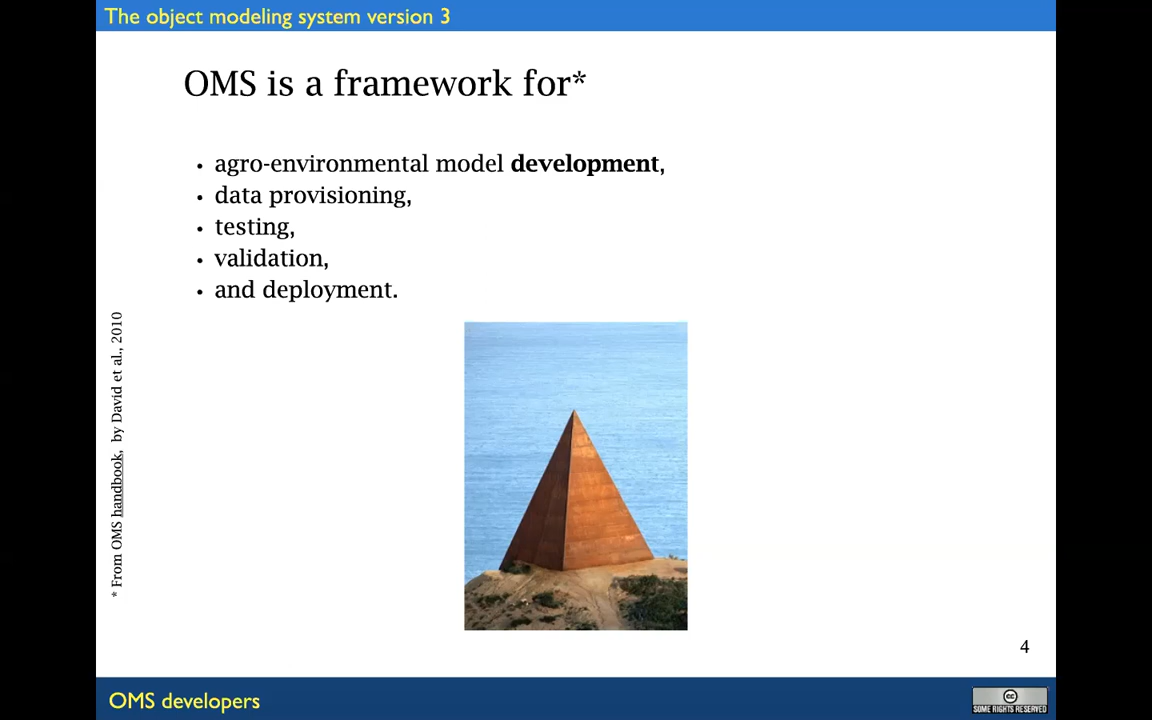 The object modeling system version 3
OMS is a framework for*
• agro-environmental model development,
• data provisioning,
• testing,
• validation,
• and deployment.
* From OMS handbook, by David et al., 2010
4
OMS developers
cc
SOME RIGHTS RESERVED